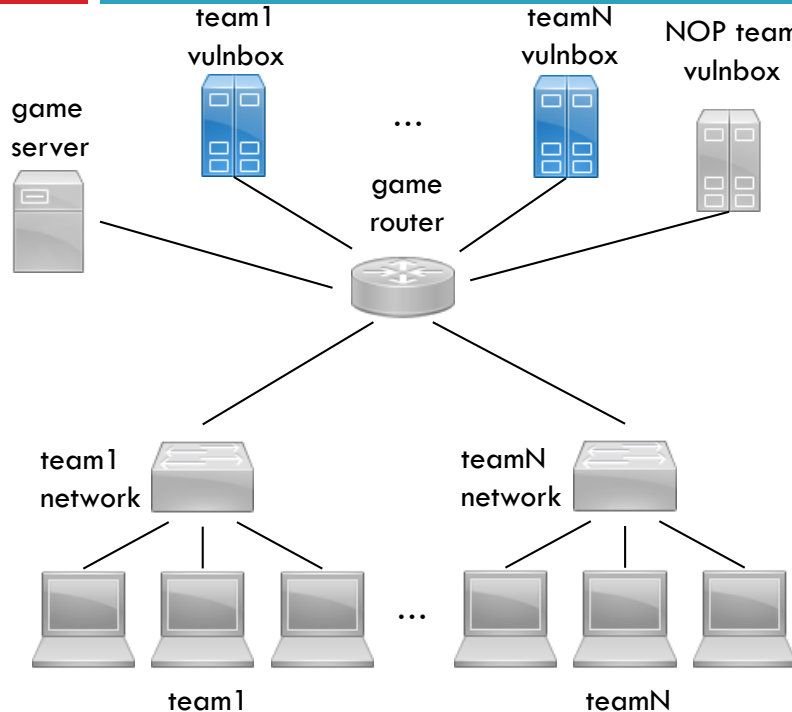 team1
vulnbox
teamN
vulnbox
NOP team
vulnbox
game
server
...
game
router
team1
network
teamN
network
...
team1
teamN